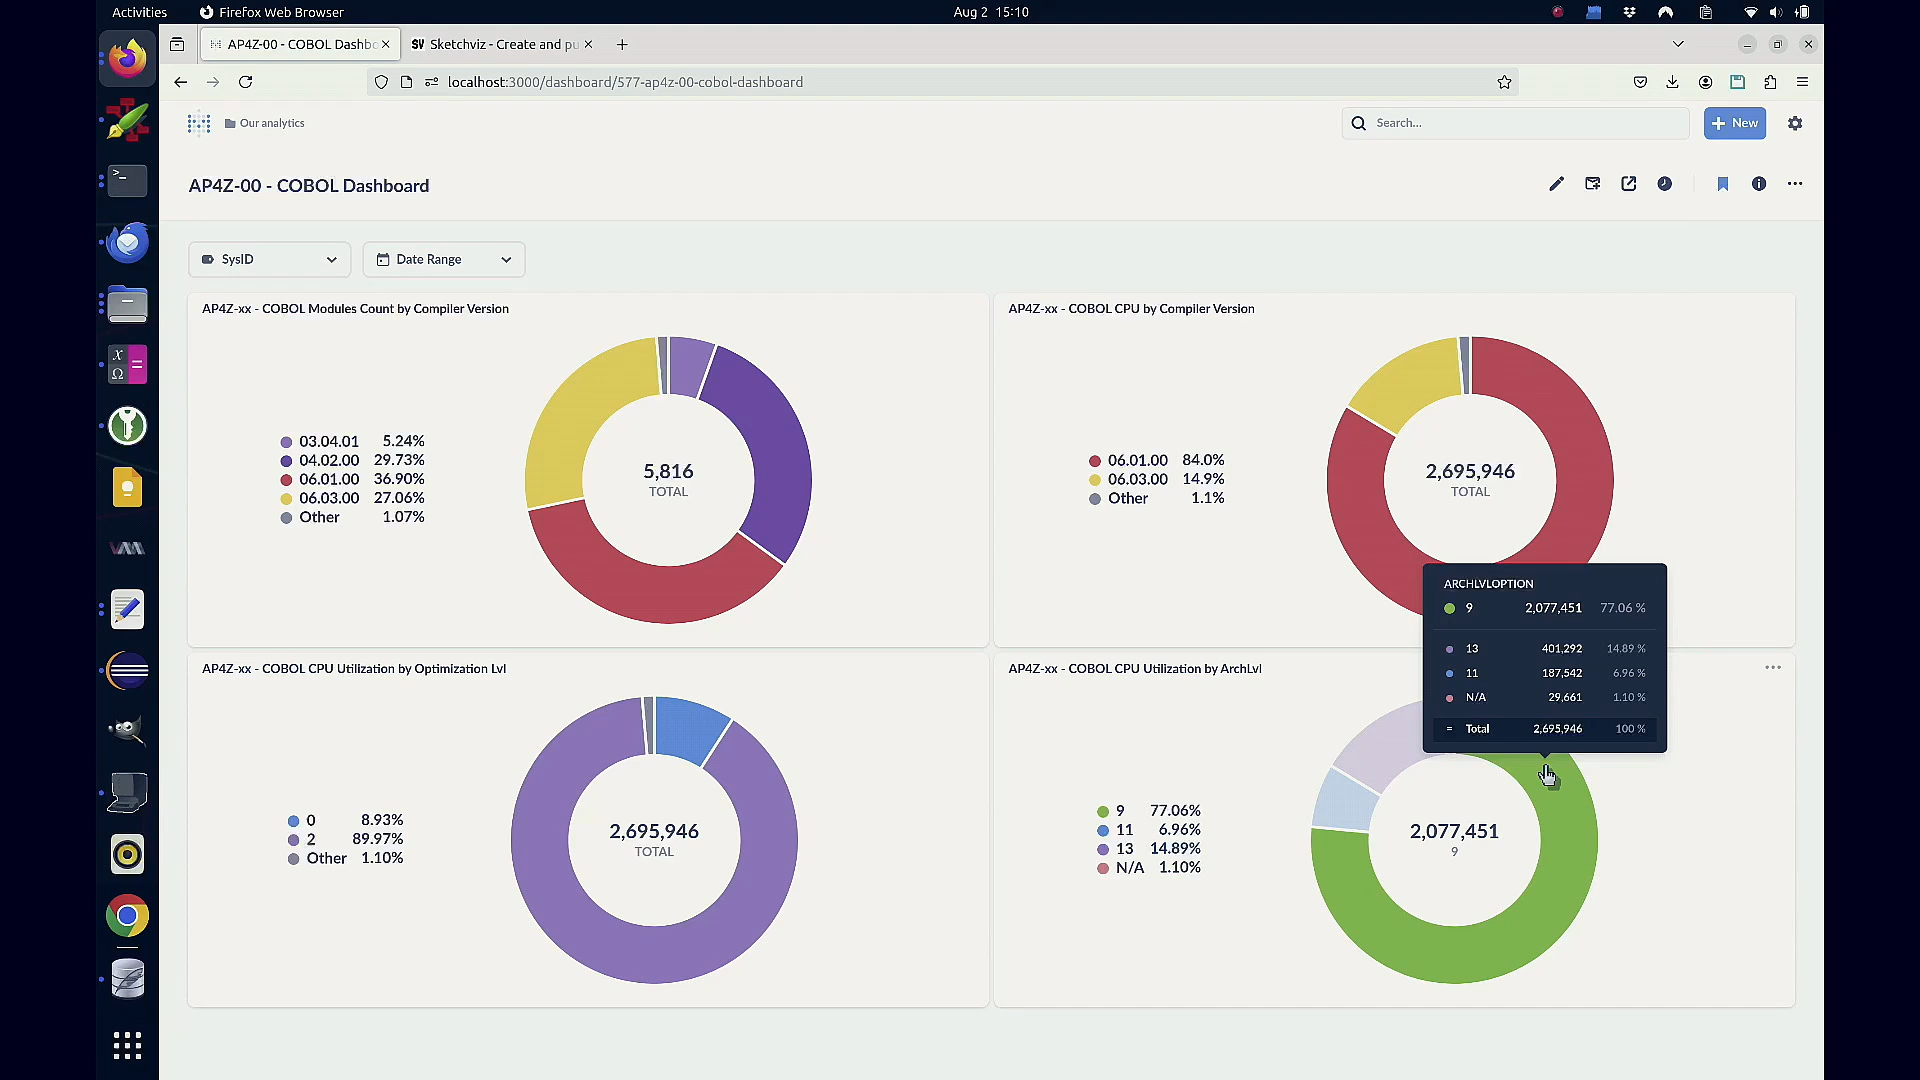 Activities
Firefox Web Browser
Aug 2 15:10
AP4Z-00 - COBOL Dashbo
SV Sketchviz - Create and pu
localhost:3000/dashboard/577-ap4z-00-cobol-dashboard
Our analytics
Search...
New
AP4Z-00 - COBOL Dashboard
SysID
Date Range
AP4Z-xx - COBOL Modules Count by Compiler Version
03.04.01 5.24%
04.02.00 29.73%
06.01.00 36.90%
06.03.00 27.06%
Other 1.07%
5,816
TOTAL
AP4Z-xx - COBOL CPU by Compiler Version
06.01.00 84.0%
06.03.00 14.9%
Other 1.1%
2,695,946
TOTAL
AP4Z-xx - COBOL CPU Utilization by Optimization Lvl
0 8.93%
2 89.97%
Other 1.10%
2,695,946
TOTAL
AP4Z-xx - COBOL CPU Utilization by ArchLvl
9 77.06%
11 6.96%
13 14.89%
N/A 1.10%
2,077,451
9
ARCHLVLOPTION
9 2,077,451 77.06 %
13 401,292 14.89 %
11 187,542 6.96 %
N/A 29,661 1.10 %
= Total 2,695,946 100 %